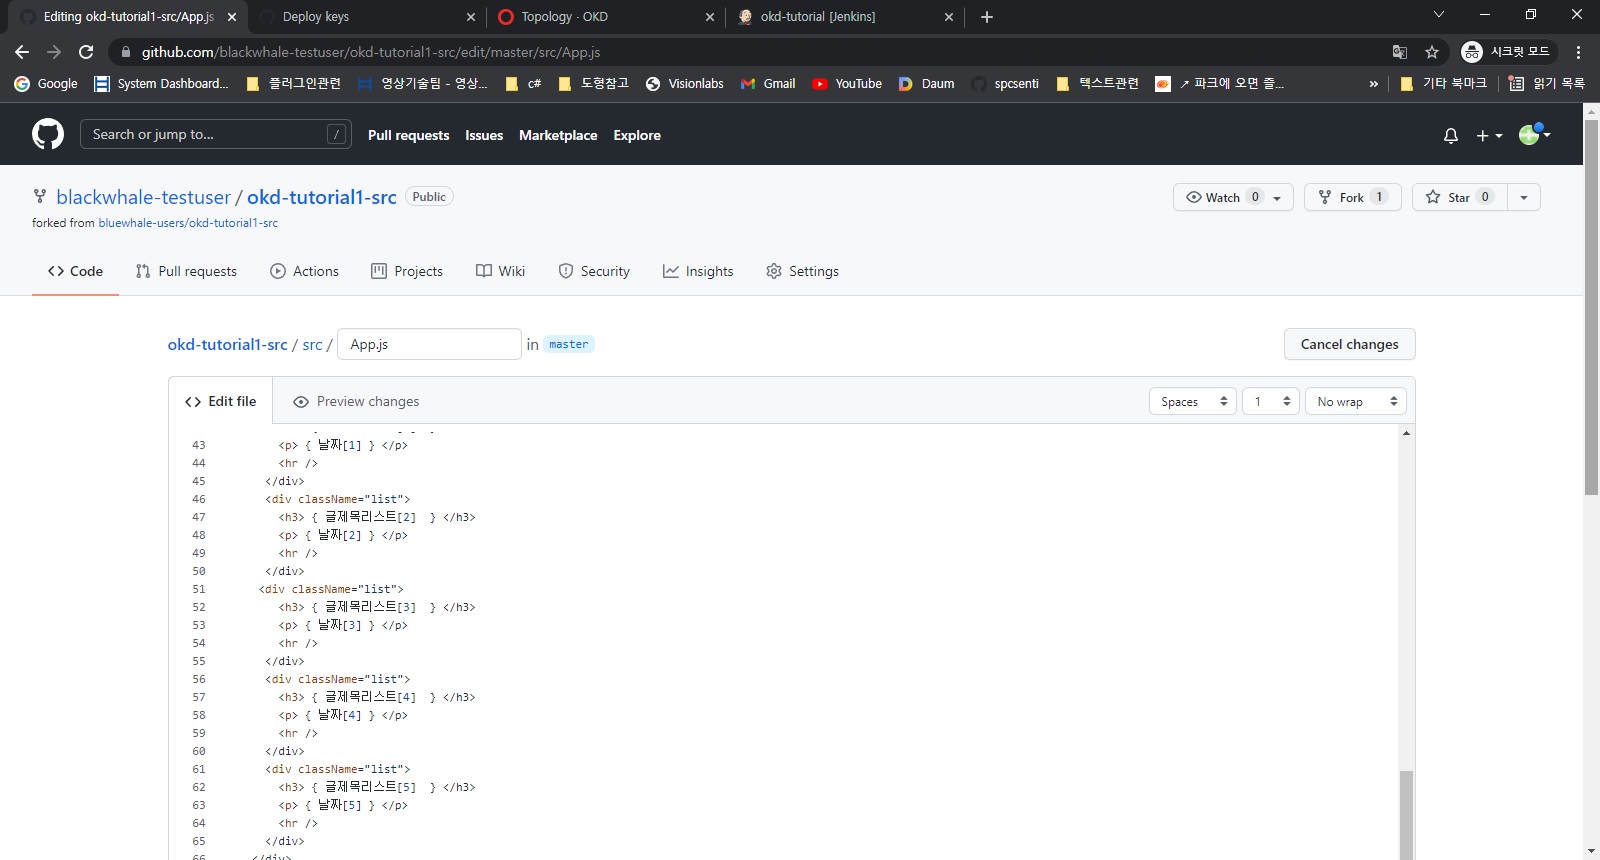 Editing okd-tutorial1-src/App.js
Deploy keys
Topology · OKD
okd-tutorial [Jenkins]
github.com/blackwhale-testuser/okd-tutorial1-src/edit/master/src/App.js
시크릿 모드
Google
System Dashboard...
플러그인관련
영상기술팀 - 영상...
c#
도형참고
Visionlabs
Gmail
YouTube
Daum
spcsenti
텍스트관련
↗ 파크에 오면 즐...
»
기타 북마크
읽기 목록
Search or jump to...
/
Pull requests
Issues
Marketplace
Explore
blackwhale-testuser / okd-tutorial1-src Public
Watch 0
Fork 1
Star 0
forked from bluewhale-users/okd-tutorial1-src
Code
Pull requests
Actions
Projects
Wiki
Security
Insights
Settings
okd-tutorial1-src / src / App.js in master
Cancel changes
<> Edit file
Preview changes
Spaces
1
No wrap
43 <p> { 날짜[1] } </p>
44 <hr />
45 </div>
46 <div className="list">
47 <h3> { 글제목리스트[2]  } </h3>
48 <p> { 날짜[2] } </p>
49 <hr />
50 </div>
51 <div className="list">
52 <h3> { 글제목리스트[3]  } </h3>
53 <p> { 날짜[3] } </p>
54 <hr />
55 </div>
56 <div className="list">
57 <h3> { 글제목리스트[4]  } </h3>
58 <p> { 날짜[4] } </p>
59 <hr />
60 </div>
61 <div className="list">
62 <h3> { 글제목리스트[5]  } </h3>
63 <p> { 날짜[5] } </p>
64 <hr />
65 </div>
66 </div>